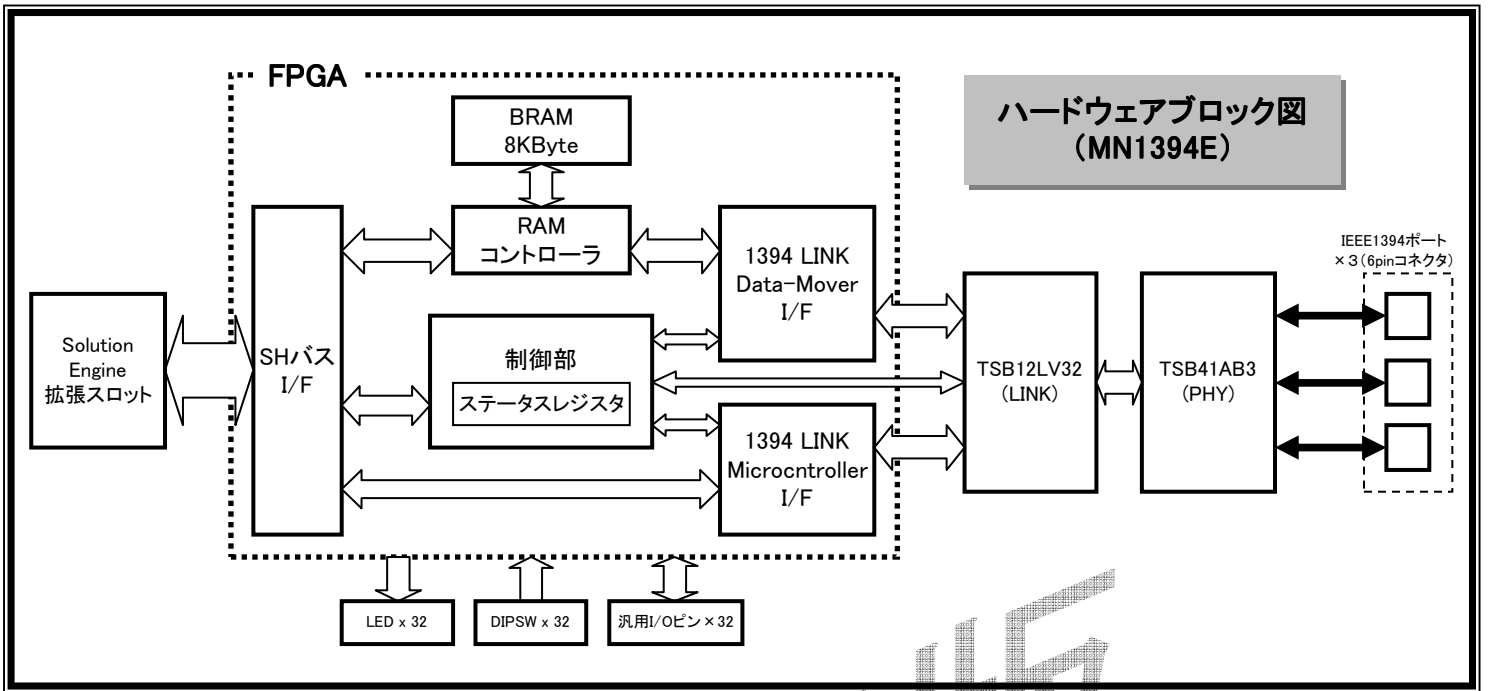 FPGA
ハードウェアブロック図
(MN1394E)
BRAM
8KByte
RAM
コントローラ
1394 LINK
Data-Mover
I/F
IEEE1394ポート
×3(6pinコネクタ)
Solution
Engine
拡張スロット
SHバス
I/F
制御部
ステータスレジスタ
TSB12LV32
(LINK)
TSB41AB3
(PHY)
1394 LINK
Microcntroller
I/F
LED x 32
DIPSW x 32
汎用I/Oピン×32